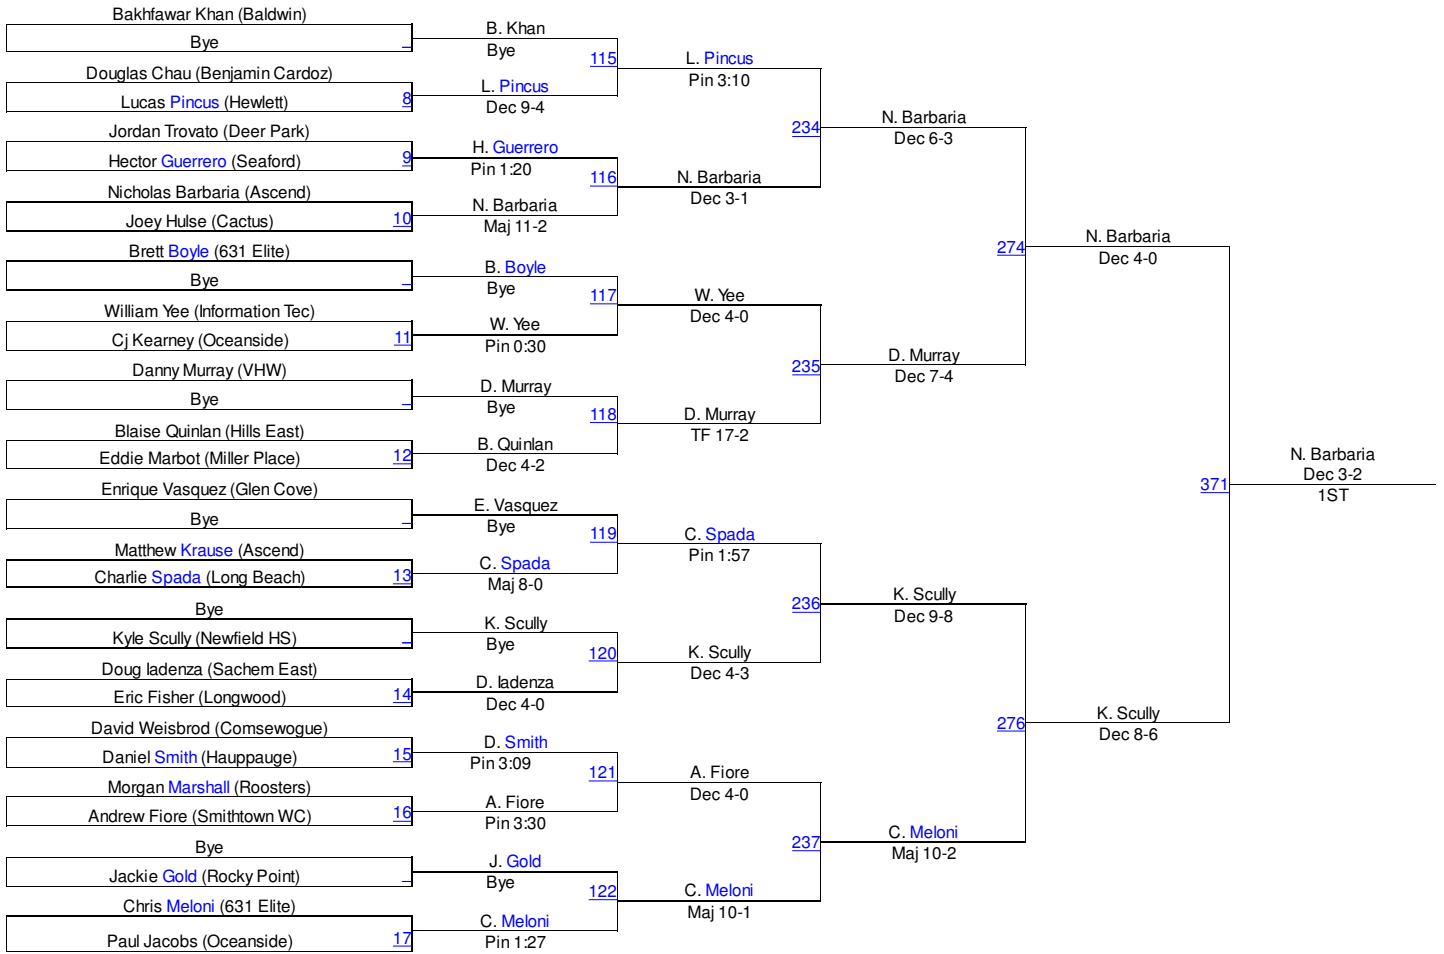 Bakhfawar Khan (Baldwin)
Bye
Douglas Chau (Benjamin Cardoz)
Lucas Pincus (Hewlett) 8
Jordan Trovato (Deer Park)
Hector Guerrero (Seaford) 9
Nicholas Barbaria (Ascend)
Joey Hulse (Cactus) 10
Brett Boyle (631 Elite)
Bye
William Yee (Information Tec)
Cj Kearney (Oceanside) 11
Danny Murray (VHW)
Bye
Blaise Quinlan (Hills East)
Eddie Marbot (Miller Place) 12
Enrique Vasquez (Glen Cove)
Bye
Matthew Krause (Ascend)
Charlie Spada (Long Beach) 13
Bye
Kyle Scully (Newfield HS)
Doug Iadenza (Sachem East)
Eric Fisher (Longwood) 14
David Weisbrod (Comsewogue)
Daniel Smith (Hauppauge) 15
Morgan Marshall (Roosters)
Andrew Fiore (Smithtown WC) 16
Bye
Jackie Gold (Rocky Point)
Chris Meloni (631 Elite)
Paul Jacobs (Oceanside) 17
B. Khan
Bye
115
L. Pincus
Dec 9-4
H. Guerrero
Pin 1:20
116
N. Barbaria
Maj 11-2
B. Boyle
Bye
117
W. Yee
Pin 0:30
D. Murray
Bye
118
B. Quinlan
Dec 4-2
E. Vasquez
Bye
119
C. Spada
Maj 8-0
K. Scully
Bye
120
D. Iadenza
Dec 4-0
D. Smith
Pin 3:09
121
A. Fiore
Pin 3:30
J. Gold
Bye
122
C. Meloni
Pin 1:27
L. Pincus
Pin 3:10
234
N. Barbaria
Dec 3-1
W. Yee
Dec 4-0
235
D. Murray
TF 17-2
C. Spada
Pin 1:57
236
K. Scully
Dec 4-3
A. Fiore
Dec 4-0
237
C. Meloni
Maj 10-1
N. Barbaria
Dec 6-3
274
D. Murray
Dec 7-4
K. Scully
Dec 9-8
276
C. Meloni
Maj 10-2
N. Barbaria
Dec 4-0
371
K. Scully
Dec 8-6
N. Barbaria
Dec 3-2
1ST